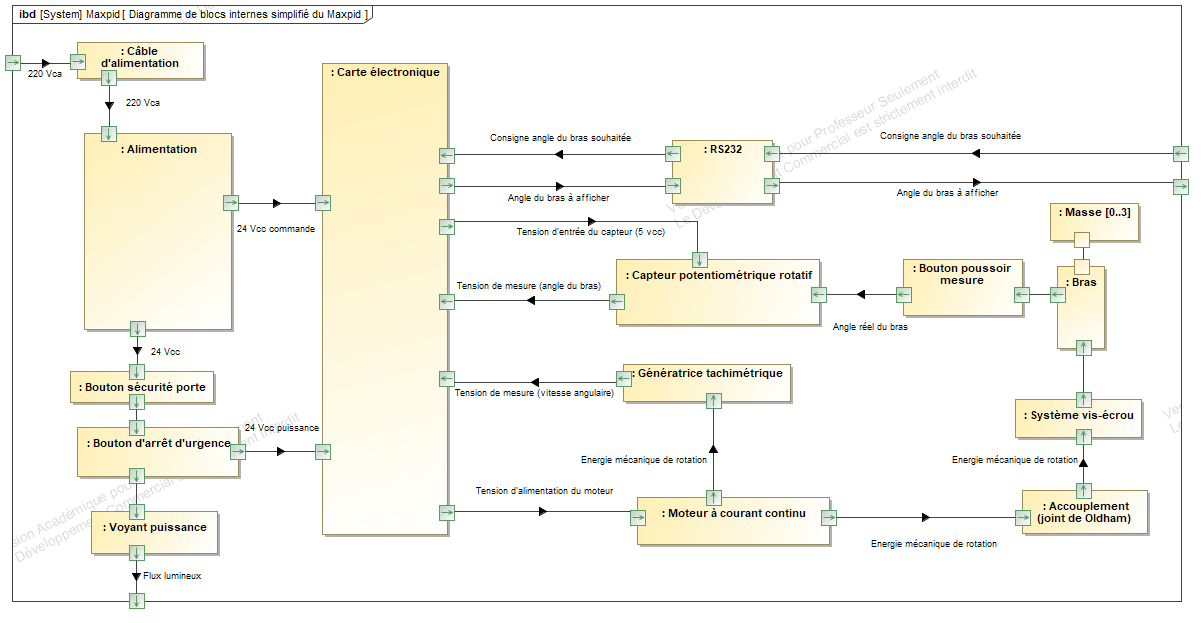 ibd [System] Maxpid[ Diagramme de blocs internes simplifié du Maxpid ]
: Câble
d'alimentation
220 Vca
220 Vca
: Alimentation
24 Vcc commande
24 Vcc
: Bouton sécurité porte
: Bouton d'arrêt d'urgence
24 Vcc puissance
: Voyant puissance
Flux lumineux
: Carte électronique
Consigne angle du bras souhaitée
: RS232
Consigne angle du bras souhaitée
Angle du bras à afficher
Angle du bras à afficher
Tension d'entrée du capteur (5 vcc)
: Masse [0..3]
: Capteur potentiométrique rotatif
: Bouton poussoir
mesure
: Bras
Tension de mesure (angle du bras)
Angle réel du bras
: Génératrice tachimétrique
Tension de mesure (vitesse angulaire)
: Système vis-écrou
Energie mécanique de rotation
Energie mécanique de rotation
Tension d'alimentation du moteur
: Moteur à courant continu
: Accouplement
(joint de Oldham)
Energie mécanique de rotation
pour Professeur Seulement
Commercial est strictement interdit